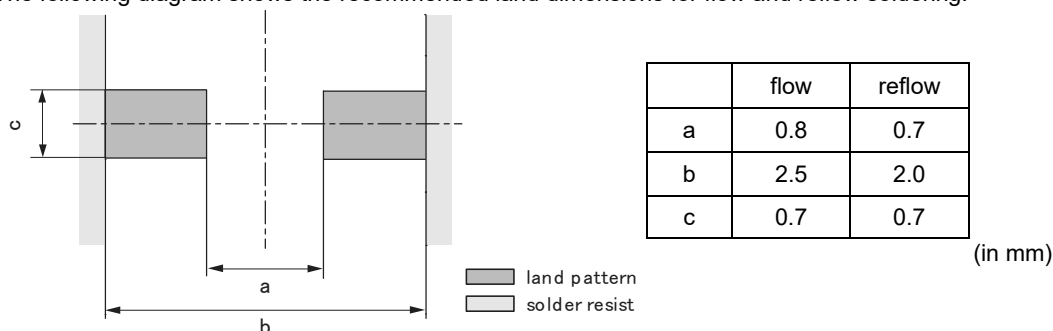 The following diagram shows the recommended land dimensions for flow and reflow soldering.
c
a
b
land pattern
solder resist
flow reflow
a 0.8 0.7
b 2.5 2.0
c 0.7 0.7
(in mm)